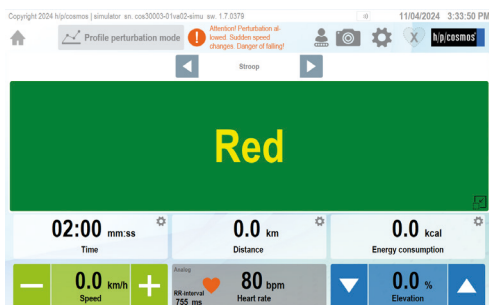 Copyright 2024 h/p/cosmos | simulator sn. cos30003-01va02-simu sw. 1.7.0379
11/04/2024 3:33:50 PM
Profile perturbation mode
Attention! Perturbation al-
lowed. Sudden speed
changes. Danger of falling!
h/p/cosmos
Stroop
Red
02:00 mm:ss
Time
0.0 km
Distance
0.0 kcal
Energy consumption
0.0 km/h
Speed
Analog
RR-interval
755 ms
80 bpm
Heart rate
0.0 %
Elevation